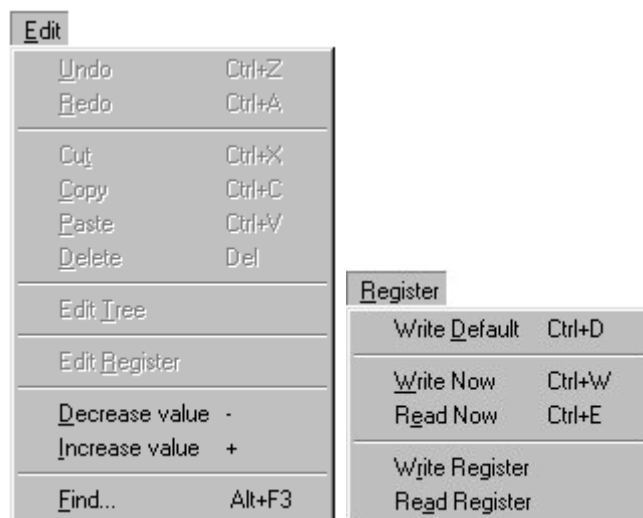 Edit
Undo Ctrl+Z
Redo Ctrl+A
Cut Ctrl+X
Copy Ctrl+C
Paste Ctrl+V
Delete Del
Edit Tree
Edit Register
Decrease value -
Increase value +
Find... Alt+F3
Register
Write Default Ctrl+D
Write Now Ctrl+W
Read Now Ctrl+E
Write Register
Read Register